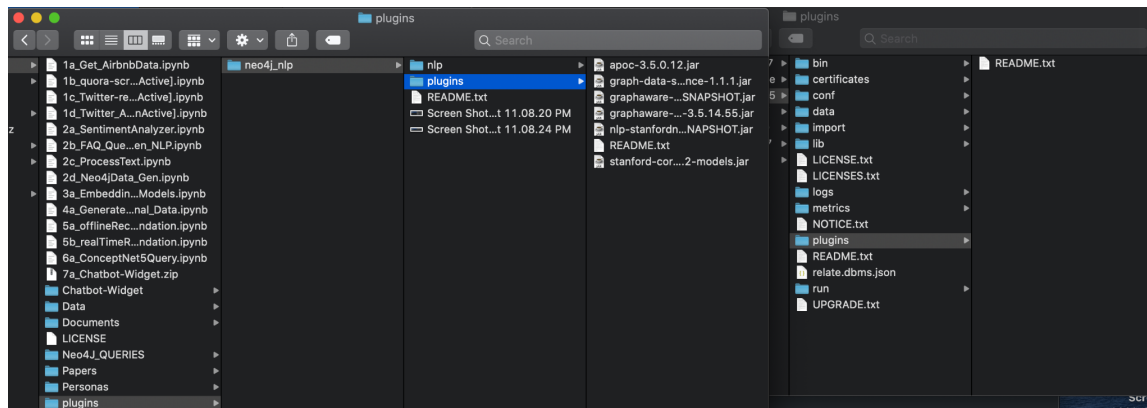 plugins
Search
1a_Get_AirbnbData.ipynb
1b_quora-scr...Active].ipynb
1c_Twitter-re...Active].ipynb
1d_Twitter_A...nActive].ipynb
2a_SentimentAnalyzer.ipynb
2b_FAQ_Que...en_NLP.ipynb
2c_ProcessText.ipynb
2d_Neo4jData_Gen.ipynb
3a_Embeddin...Models.ipynb
4a_Generate...nal_Data.ipynb
5a_offlineRec...ndation.ipynb
5b_realTimeR...ndation.ipynb
6a_ConceptNet5Query.ipynb
7a_Chatbot-Widget.zip
Chatbot-Widget
Data
Documents
LICENSE
Neo4J_QUERIES
Papers
Personas
plugins
z
neo4j_nlp
nlp
plugins
README.txt
Screen Shot...t 11.08.20 PM
Screen Shot...t 11.08.24 PM
apoc-3.5.0.12.jar
graph-data-s...nce-1.1.1.jar
graphaware-...SNAPSHOT.jar
graphaware-...-3.5.14.55.jar
nlp-stanfordn...NAPSHOT.jar
README.txt
stanford-cor....2-models.jar
plugins
Search
7
e
5
7
bin
certificates
conf
data
import
lib
LICENSE.txt
LICENSES.txt
logs
metrics
NOTICE.txt
plugins
README.txt
relate.dbms.json
run
UPGRADE.txt
README.txt
Scr